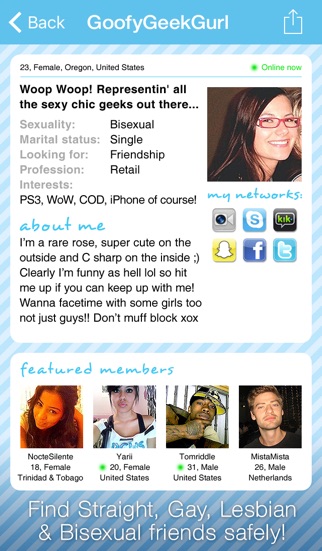 Back GoofyGeekGurl
23, Female, Oregon, United States Online now
Woop Woop! Representin' all
the sexy chic geeks out there...
Sexuality: Bisexual
Marital status: Single
Looking for: Friendship
Profession: Retail
Interests:
PS3, WoW, COD, iPhone of course!
my networks:
kik
about me
I'm a rare rose, super cute on the
outside and C sharp on the inside ;)
Clearly I'm funny as hell lol so hit
me up if you can keep up with me!
Wanna facetime with some girls too
not just guys!! Don't muff block xox
featured members
NocteSilente Yarii Tomriddle MistaMista
18, Female 20, Female 31, Male 26, Male
Trinidad & Tobago United States United States Netherlands
Find Straight, Gay, Lesbian
& Bisexual friends safely!